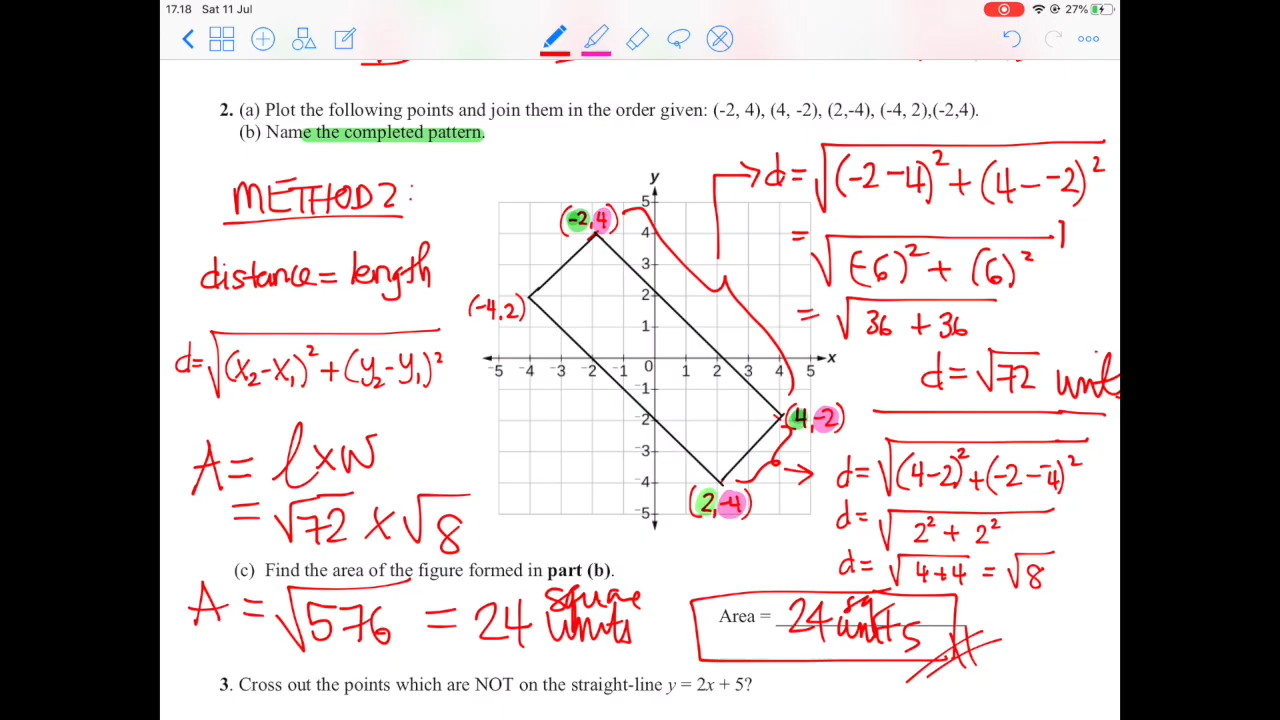 17.18 Sat 11 Jul
27%
2. (a) Plot the following points and join them in the order given: (-2, 4), (4, -2), (2,-4), (-4, 2),(-2,4).
(b) Name the completed pattern.
METHOD 2:
distance = length
d=√(x₂-x₁)²+(y₂-y₁)²
A= l×w
= √72 × √8
y
5
4
3
2
1
0
-1
-2
-3
-4
-5
-5 -4 -3 -2 -1 1 2 3 4 5 x
(-2,4)
(-4,2)
(4,-2)
(2,-4)
d=√(-2-4)²+(4--2)²
=√(-6)²+(6)²
=√36+36
d=√72 units
d=√(4-2)²+(-2--4)²
d=√2²+2²
d=√4+4 =√8
(c) Find the area of the figure formed in part (b).
A=√576 = 24 square units
Area = 24 sq units
3. Cross out the points which are NOT on the straight-line y = 2x + 5?